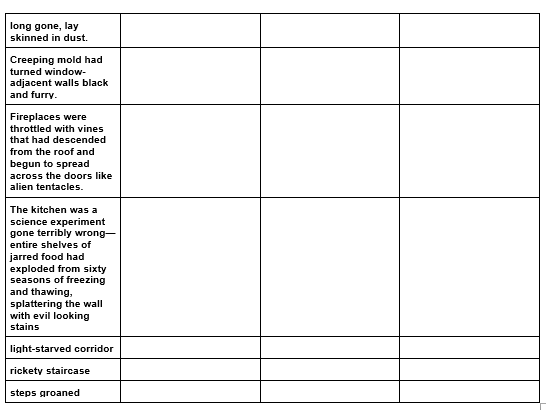 long gone, lay
skinned in dust.
Creeping mold had
turned window-
adjacent walls black
and furry.
Fireplaces were
throttled with vines
that had descended
from the roof and
begun to spread
across the doors like
alien tentacles.
The kitchen was a
science experiment
gone terribly wrong—
entire shelves of
jarred food had
exploded from sixty
seasons of freezing
and thawing,
splattering the wall
with evil looking
stains
light-starved corridor
rickety staircase
steps groaned